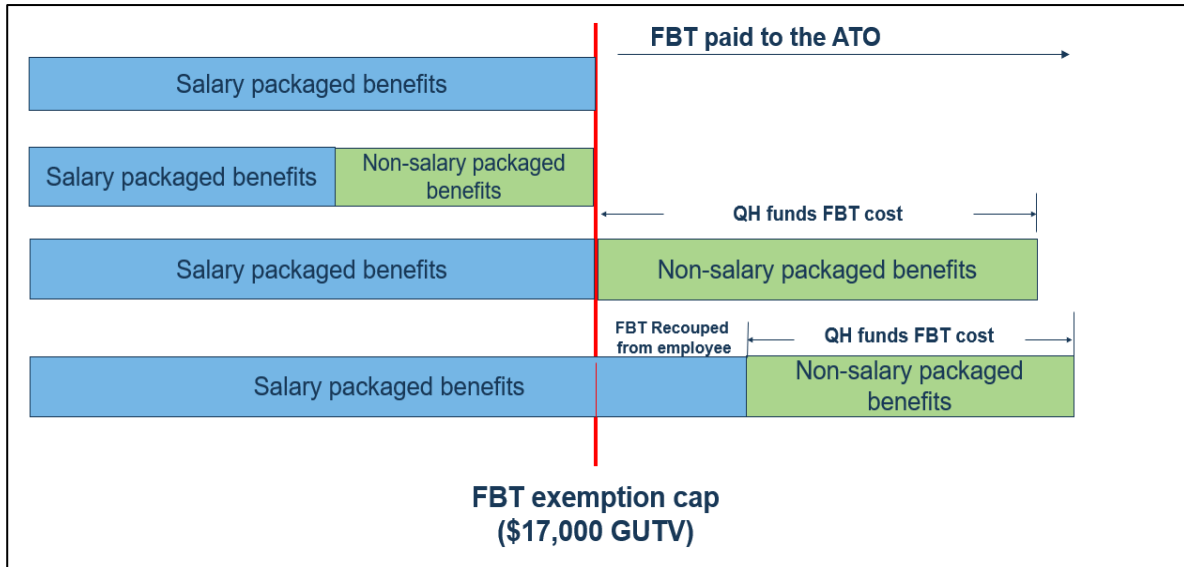 FBT paid to the ATO
Salary packaged benefits
Salary packaged benefits
Non-salary packaged
benefits
QH funds FBT cost
Salary packaged benefits
Non-salary packaged benefits
FBT Recouped
from employee
QH funds FBT cost
Salary packaged benefits
Non-salary packaged
benefits
FBT exemption cap
($17,000 GUTV)